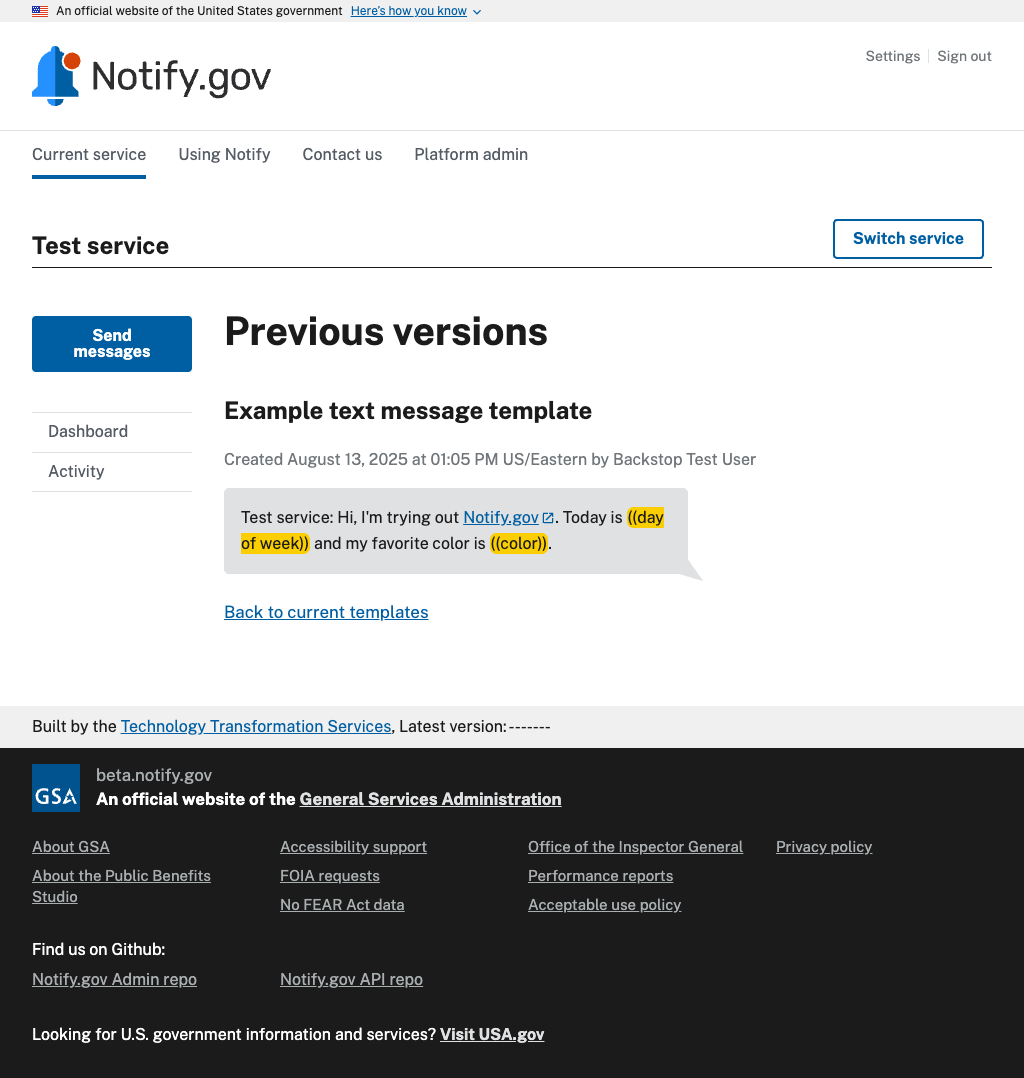 An official website of the United States government Here's how you know
Notify.gov
Settings Sign out
Current service Using Notify Contact us Platform admin
Test service
Switch service
Send
messages
Dashboard
Activity
Previous versions
Example text message template
Created August 13, 2025 at 01:05 PM US/Eastern by Backstop Test User
Test service: Hi, I'm trying out Notify.gov. Today is ((day
of week)) and my favorite color is ((color)).
Back to current templates
Built by the Technology Transformation Services, Latest version:-------
GSA
beta.notify.gov
An official website of the General Services Administration
About GSA
About the Public Benefits
Studio
Accessibility support
FOIA requests
No FEAR Act data
Office of the Inspector General
Performance reports
Acceptable use policy
Privacy policy
Find us on Github:
Notify.gov Admin repo Notify.gov API repo
Looking for U.S. government information and services? Visit USA.gov